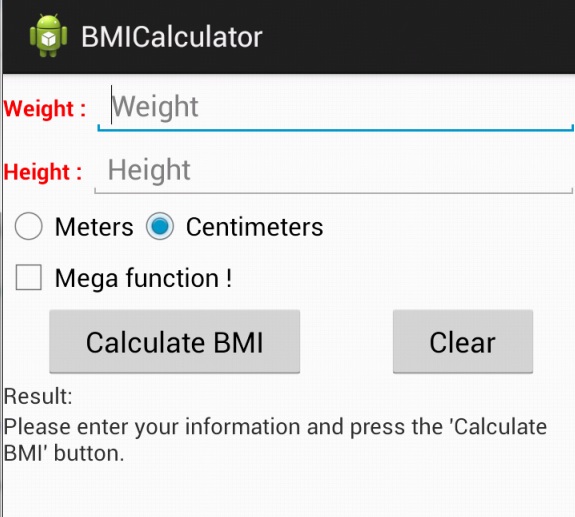 BMICalculator
Weight : Weight
Height : Height
Meters Centimeters
Mega function !
Calculate BMI Clear
Result:
Please enter your information and press the 'Calculate
BMI' button.